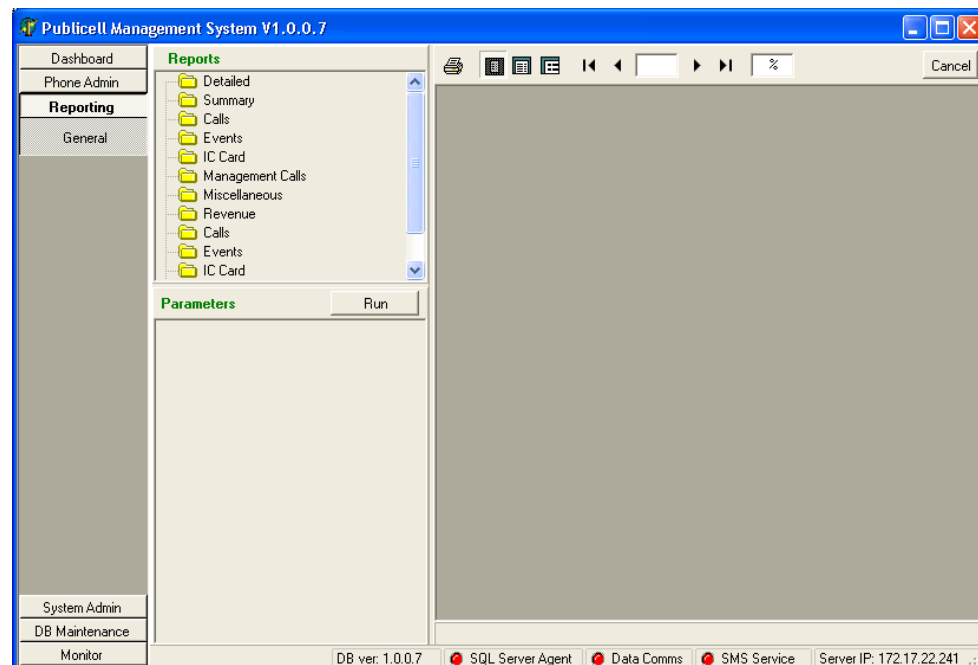 Publicell Management System V1.0.0.7
Dashboard
Phone Admin
Reporting
General
System Admin
DB Maintenance
Monitor
Reports
Detailed
Summary
Calls
Events
IC Card
Management Calls
Miscellaneous
Revenue
Calls
Events
IC Card
Parameters
Run
%
Cancel
DB ver: 1.0.0.7
SQL Server Agent
Data Comms
SMS Service
Server IP: 172.17.22.241